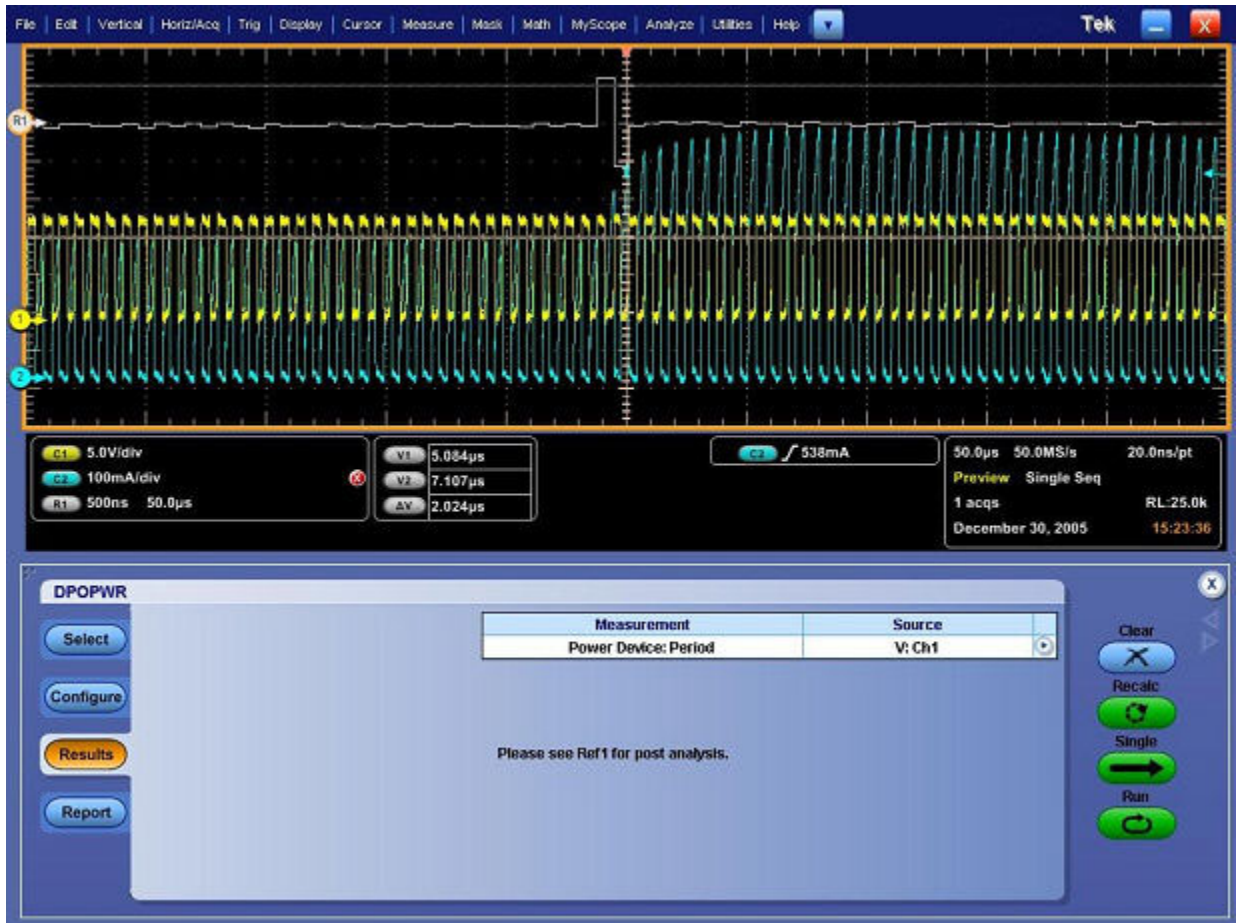 File | Edit | Vertical | Horiz/Acq | Trig | Display | Cursor | Measure | Mask | Math | MyScope | Analyze | Utilities | Help | Tek X
R1
1
2
C1 5.0V/div V1 5.084µs C2 538mA 50.0µs 50.0MS/s 20.0ns/pt
C2 100mA/div V2 7.107µs Preview Single Seq
R1 500ns 50.0µs ΔV 2.024µs 1 acqs RL:25.0k
December 30, 2005 15:23:36
DPOPWR X
Measurement Source
Select Power Device: Period V: Ch1 Clear
Configure Recalc
Results Please see Ref1 for post analysis. Single
Report Run